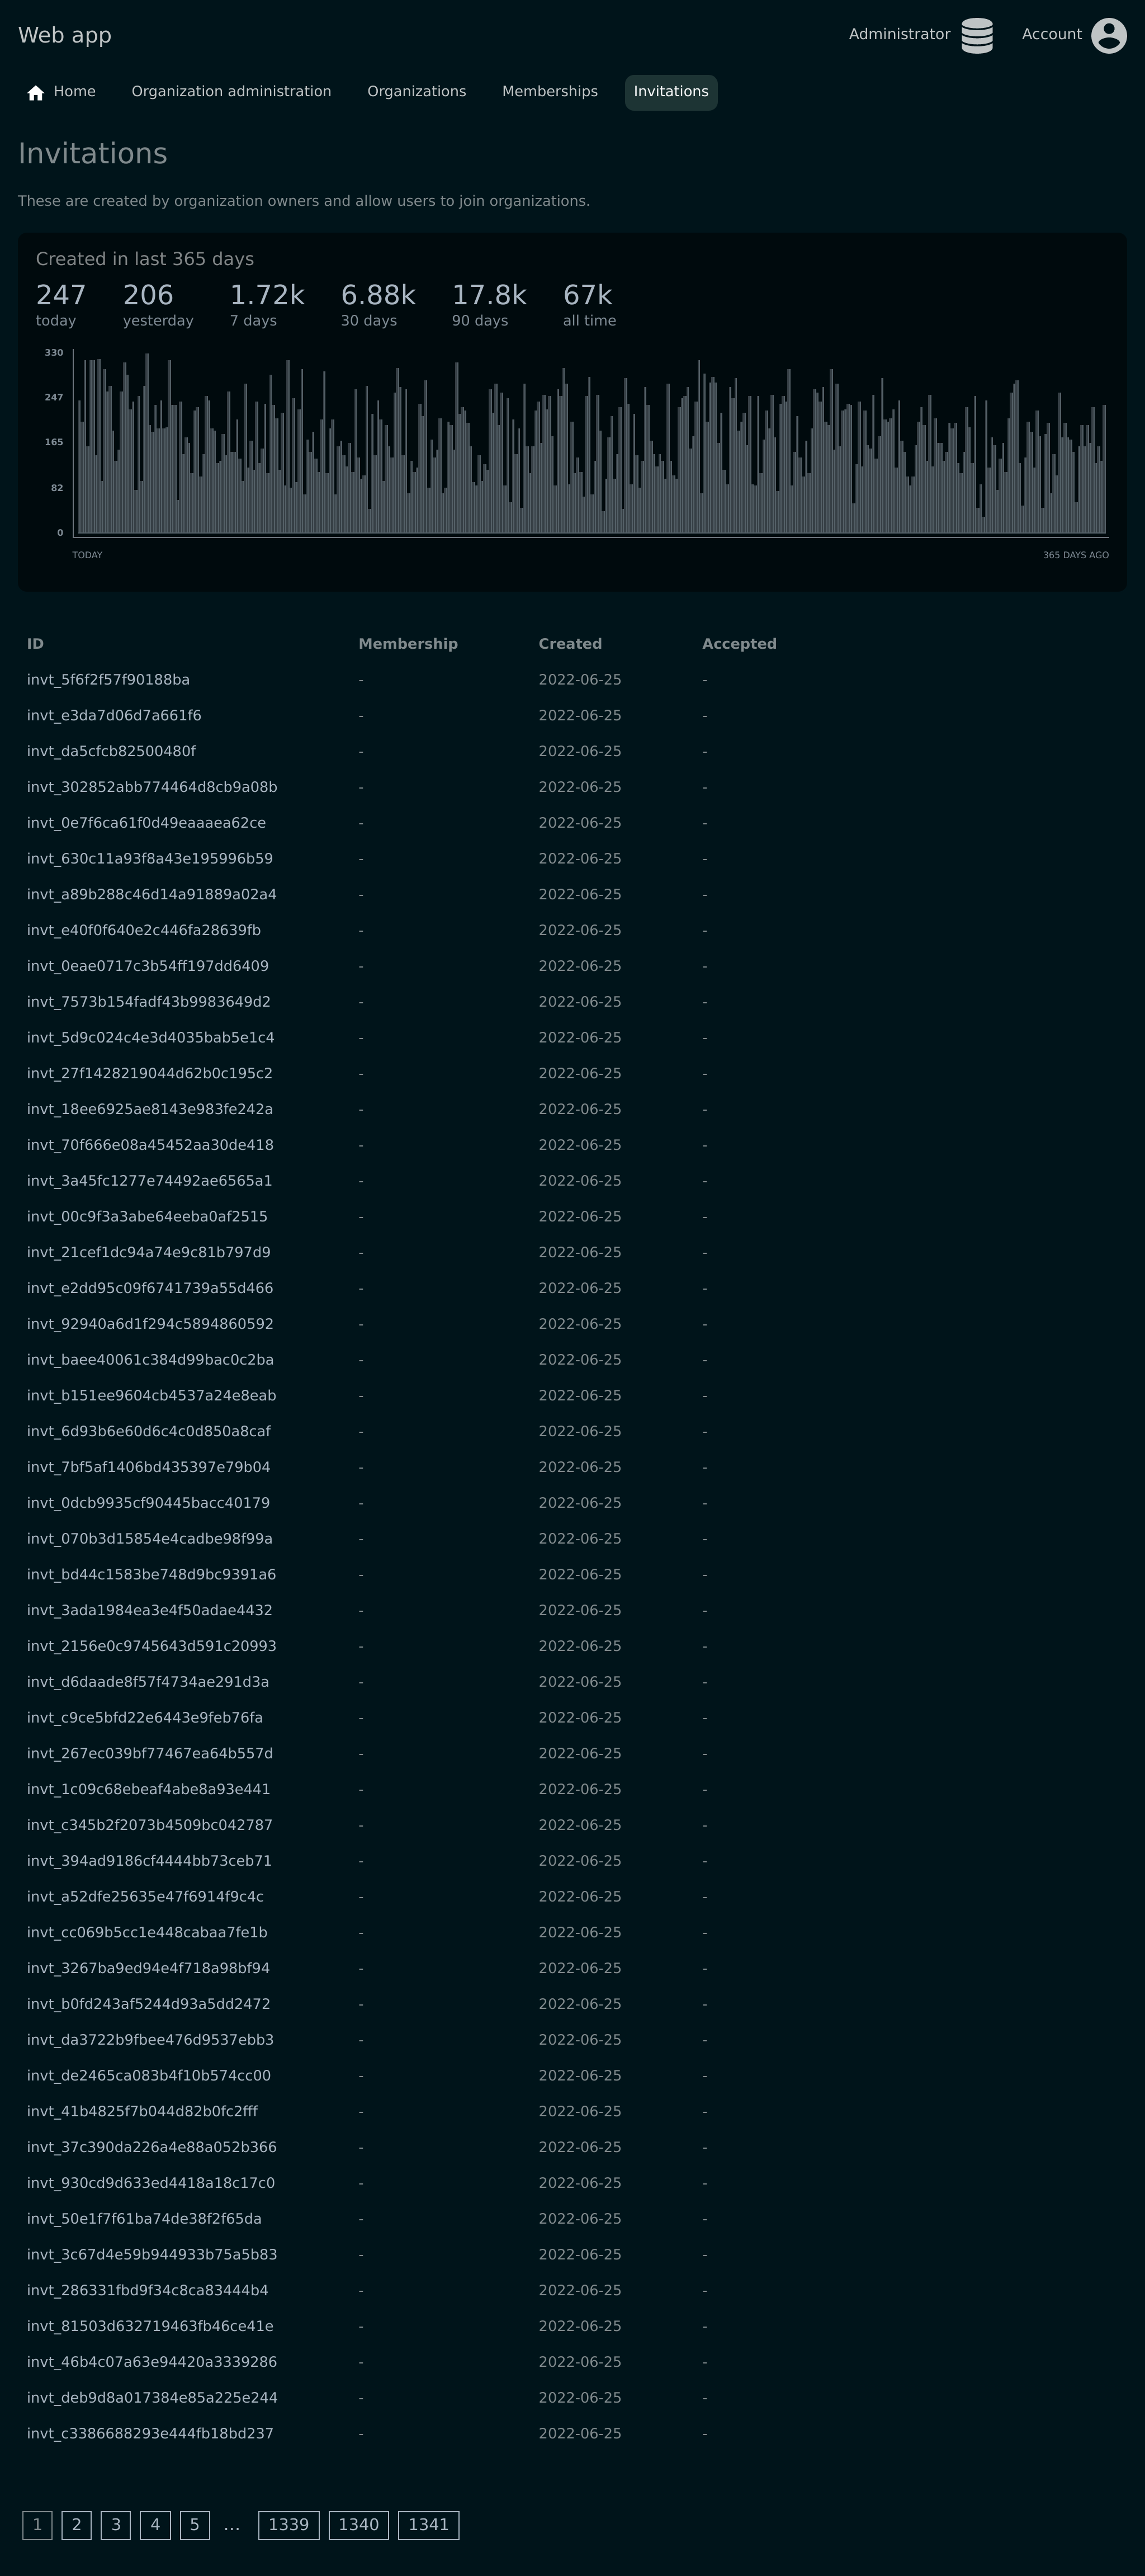 Web app
Administrator
Account
Home
Organization administration
Organizations
Memberships
Invitations
Invitations
These are created by organization owners and allow users to join organizations.
Created in last 365 days
247 206 1.72k 6.88k 17.8k 67k
today yesterday 7 days 30 days 90 days all time
330
247
165
82
0
TODAY 365 DAYS AGO
ID Membership Created Accepted
invt_5f6f2f57f90188ba - 2022-06-25 -
invt_e3da7d06d7a661f6 - 2022-06-25 -
invt_da5cfcb82500480f - 2022-06-25 -
invt_302852abb774464d8cb9a08b - 2022-06-25 -
invt_0e7f6ca61f0d49eaaaea62ce - 2022-06-25 -
invt_630c11a93f8a43e195996b59 - 2022-06-25 -
invt_a89b288c46d14a91889a02a4 - 2022-06-25 -
invt_e40f0f640e2c446fa28639fb - 2022-06-25 -
invt_0eae0717c3b54ff197dd6409 - 2022-06-25 -
invt_7573b154fadf43b9983649d2 - 2022-06-25 -
invt_5d9c024c4e3d4035bab5e1c4 - 2022-06-25 -
invt_27f1428219044d62b0c195c2 - 2022-06-25 -
invt_18ee6925ae8143e983fe242a - 2022-06-25 -
invt_70f666e08a45452aa30de418 - 2022-06-25 -
invt_3a45fc1277e74492ae6565a1 - 2022-06-25 -
invt_00c9f3a3abe64eeba0af2515 - 2022-06-25 -
invt_21cef1dc94a74e9c81b797d9 - 2022-06-25 -
invt_e2dd95c09f6741739a55d466 - 2022-06-25 -
invt_92940a6d1f294c5894860592 - 2022-06-25 -
invt_baee40061c384d99bac0c2ba - 2022-06-25 -
invt_b151ee9604cb4537a24e8eab - 2022-06-25 -
invt_6d93b6e60d6c4c0d850a8caf - 2022-06-25 -
invt_7bf5af1406bd435397e79b04 - 2022-06-25 -
invt_0dcb9935cf90445bacc40179 - 2022-06-25 -
invt_070b3d15854e4cadbe98f99a - 2022-06-25 -
invt_bd44c1583be748d9bc9391a6 - 2022-06-25 -
invt_3ada1984ea3e4f50adae4432 - 2022-06-25 -
invt_2156e0c9745643d591c20993 - 2022-06-25 -
invt_d6daade8f57f4734ae291d3a - 2022-06-25 -
invt_c9ce5bfd22e6443e9feb76fa - 2022-06-25 -
invt_267ec039bf77467ea64b557d - 2022-06-25 -
invt_1c09c68ebeaf4abe8a93e441 - 2022-06-25 -
invt_c345b2f2073b4509bc042787 - 2022-06-25 -
invt_394ad9186cf4444bb73ceb71 - 2022-06-25 -
invt_a52dfe25635e47f6914f9c4c - 2022-06-25 -
invt_cc069b5cc1e448cabaa7fe1b - 2022-06-25 -
invt_3267ba9ed94e4f718a98bf94 - 2022-06-25 -
invt_b0fd243af5244d93a5dd2472 - 2022-06-25 -
invt_da3722b9fbee476d9537ebb3 - 2022-06-25 -
invt_de2465ca083b4f10b574cc00 - 2022-06-25 -
invt_41b4825f7b044d82b0fc2fff - 2022-06-25 -
invt_37c390da226a4e88a052b366 - 2022-06-25 -
invt_930cd9d633ed4418a18c17c0 - 2022-06-25 -
invt_50e1f7f61ba74de38f2f65da - 2022-06-25 -
invt_3c67d4e59b944933b75a5b83 - 2022-06-25 -
invt_286331fbd9f34c8ca83444b4 - 2022-06-25 -
invt_81503d632719463fb46ce41e - 2022-06-25 -
invt_46b4c07a63e94420a3339286 - 2022-06-25 -
invt_deb9d8a017384e85a225e244 - 2022-06-25 -
invt_c3386688293e444fb18bd237 - 2022-06-25 -
1 2 3 4 5 … 1339 1340 1341